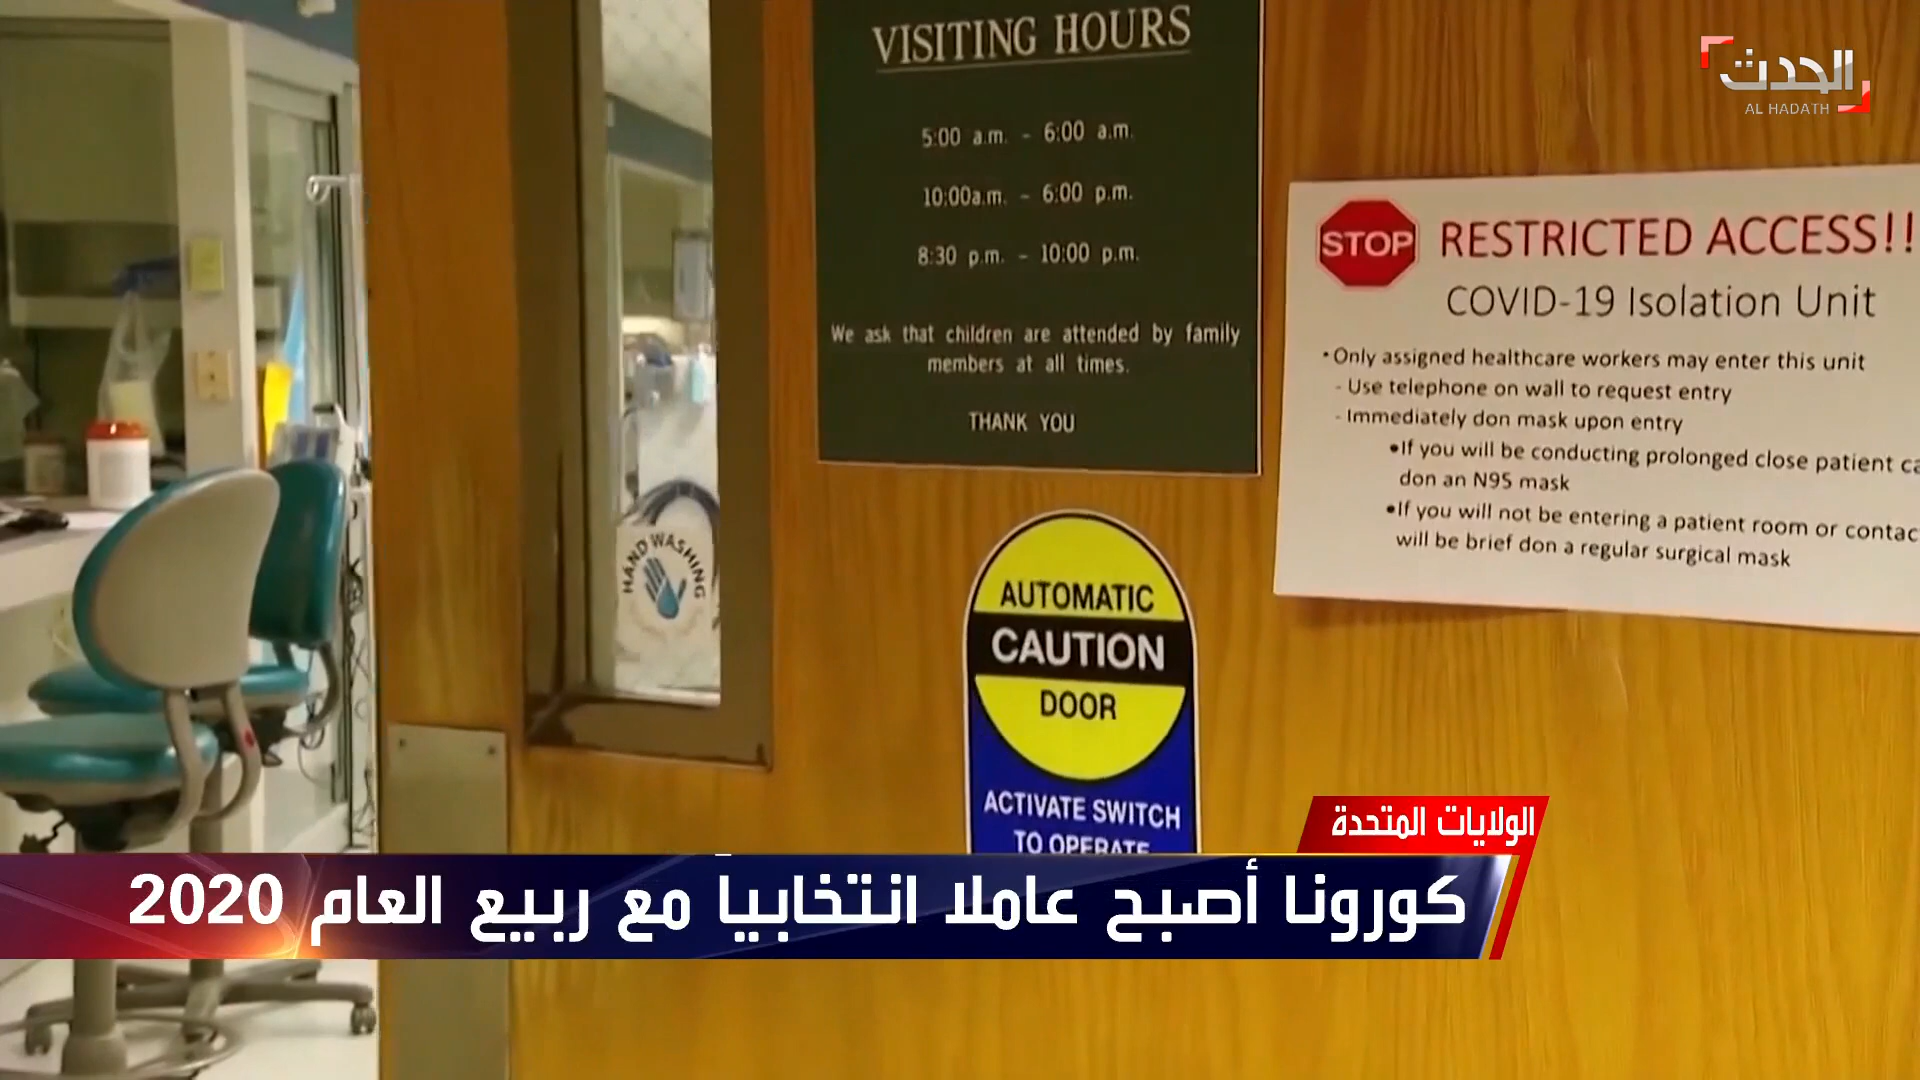 VISITING HOURS
5:00 a.m. - 6:00 a.m.
10:00a.m. - 6:00 p.m.
8:30 p.m. - 10:00 p.m.
We ask that children are attended by family
members at all times.
THANK YOU
الحدث
AL HADATH
STOP
RESTRICTED ACCESS!!
COVID-19 Isolation Unit
•Only assigned healthcare workers may enter this unit
- Use telephone on wall to request entry
- Immediately don mask upon entry
•If you will be conducting prolonged close patient
don an N95 mask
•If you will not be entering a patient room or contac
will be brief don a regular surgical mask
HAND WASHING
AUTOMATIC
CAUTION
DOOR
ACTIVATE SWITCH
TO OPERATE
الولايات المتحدة
كورونا أصبح عاملا انتخابياً مع ربيع العام 2020